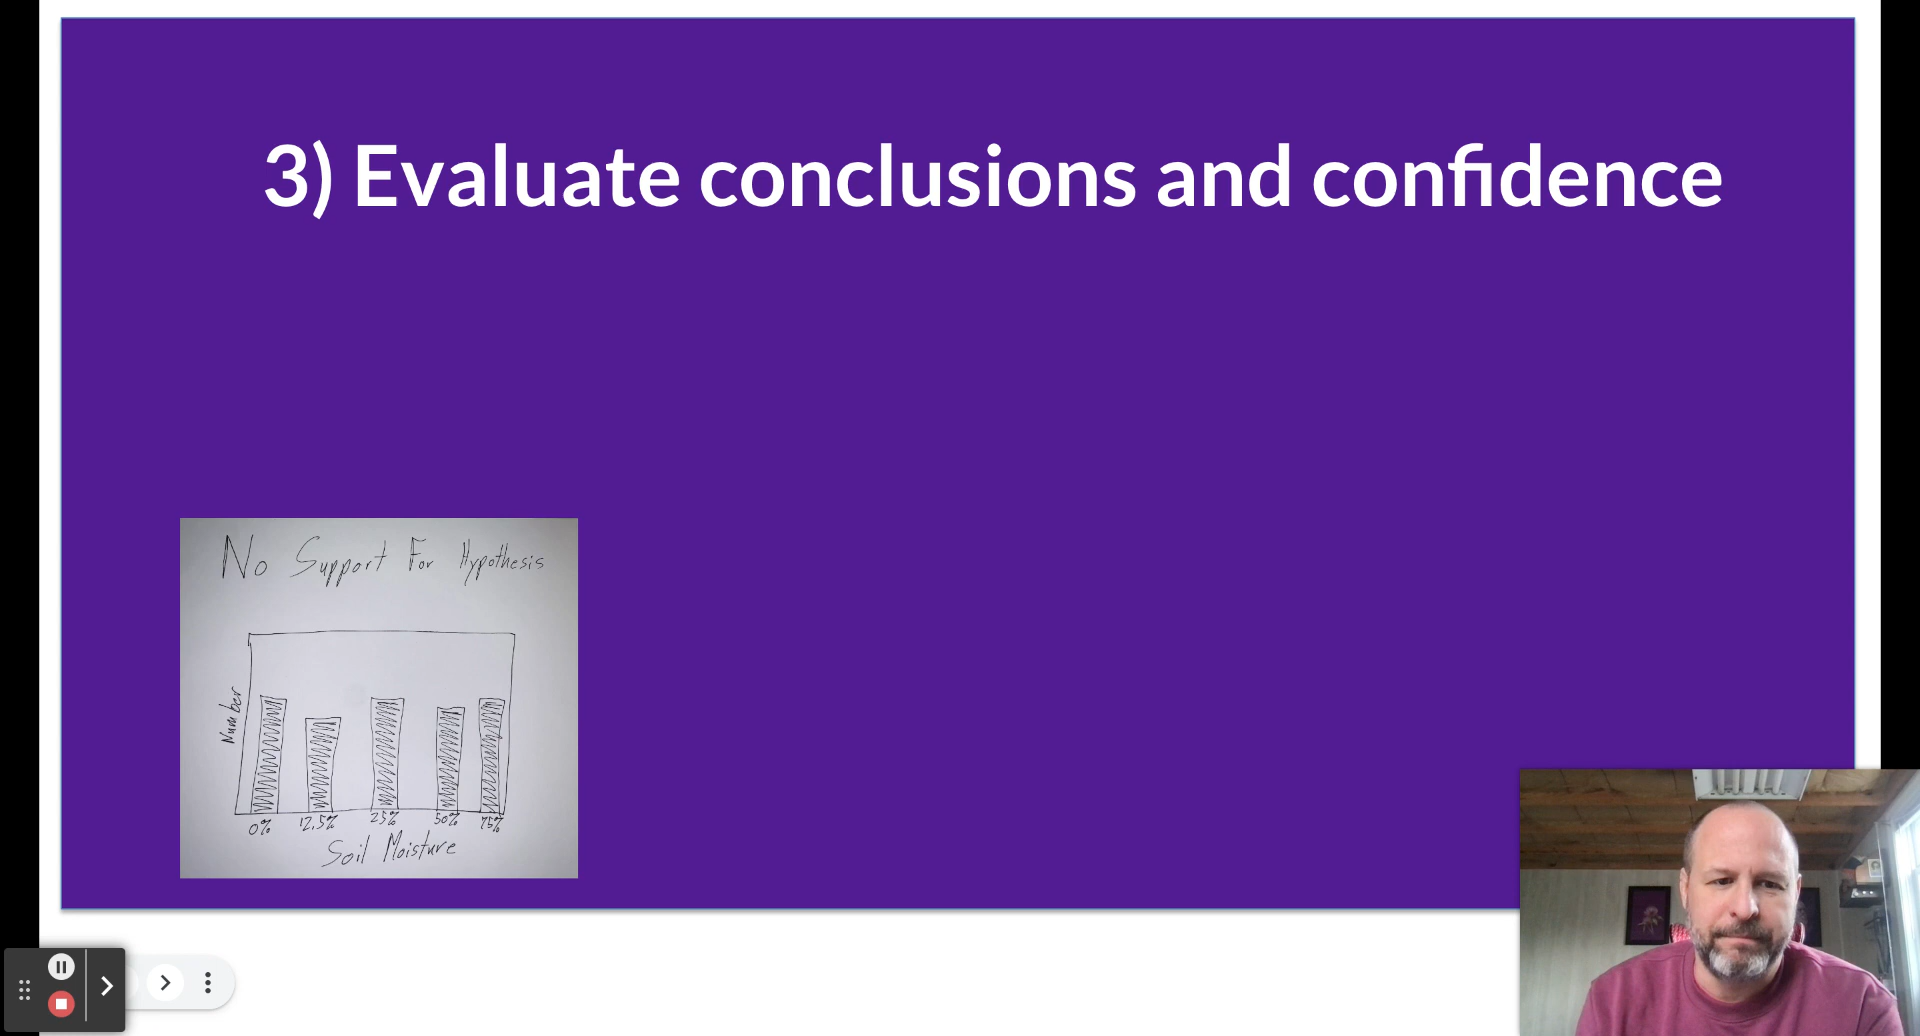 3) Evaluate conclusions and confidence
No Support For Hypothesis
Number
0% 12.5% 25% 50% 75%
Soil Moisture